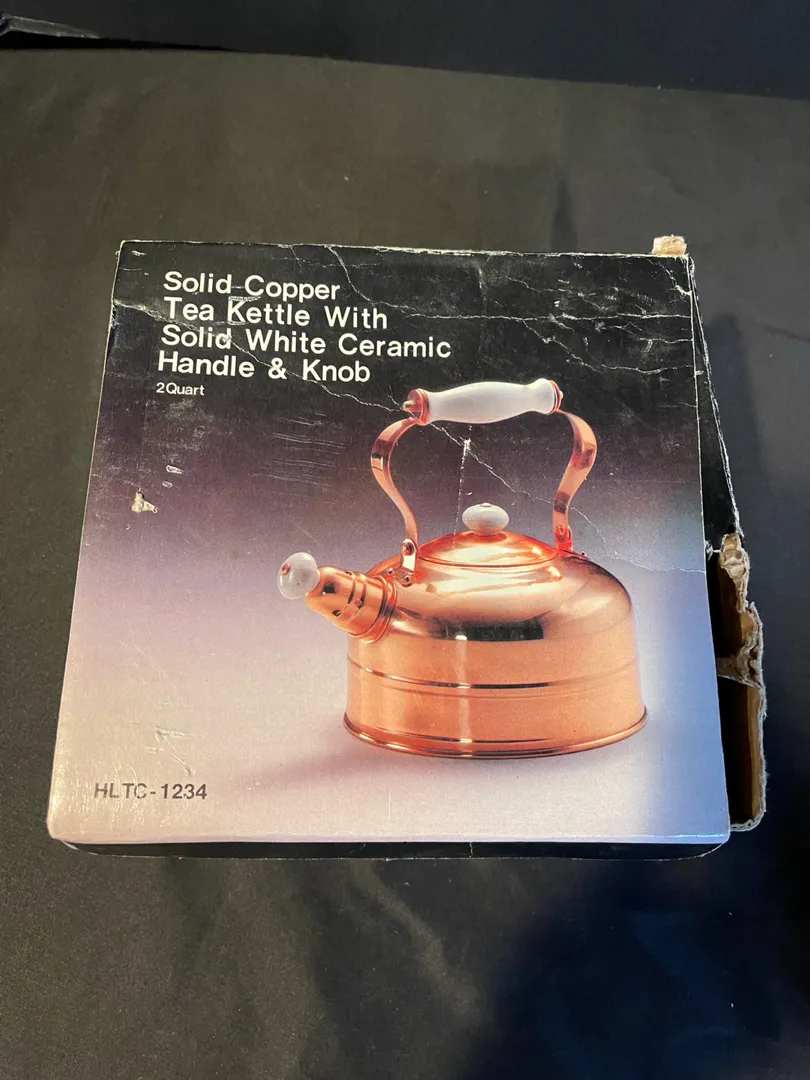 Solid Copper
Tea Kettle With
Solid White Ceramic
Handle & Knob
2Quart
HLTC-1234